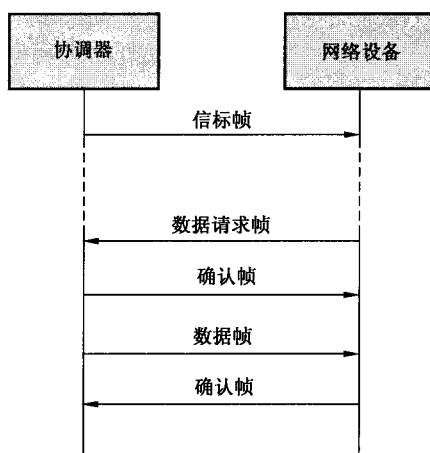 协调器
网络设备
信标帧
数据请求帧
确认帧
数据帧
确认帧